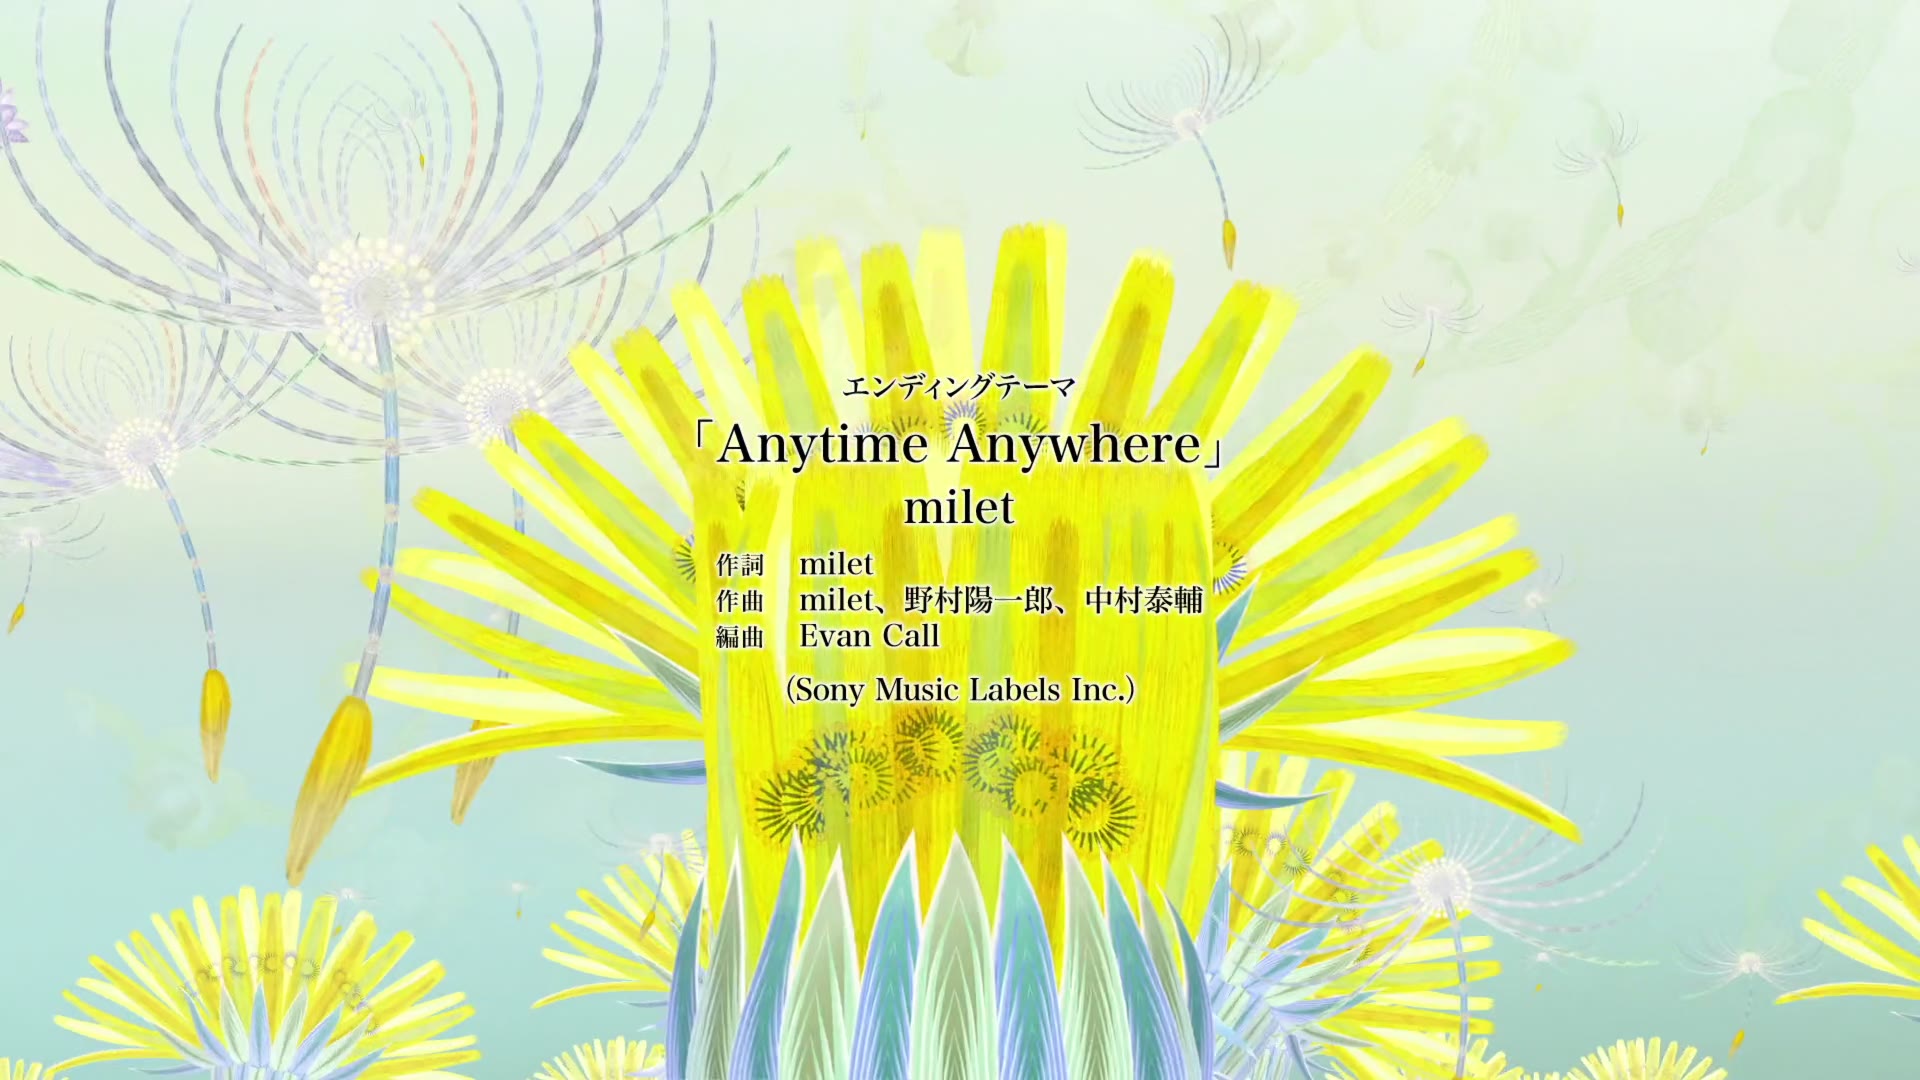 エンディングテーマ
「Anytime Anywhere」
milet
作詞 milet
作曲 milet、野村陽一郎、中村泰輔
編曲 Evan Call
(Sony Music Labels Inc.)